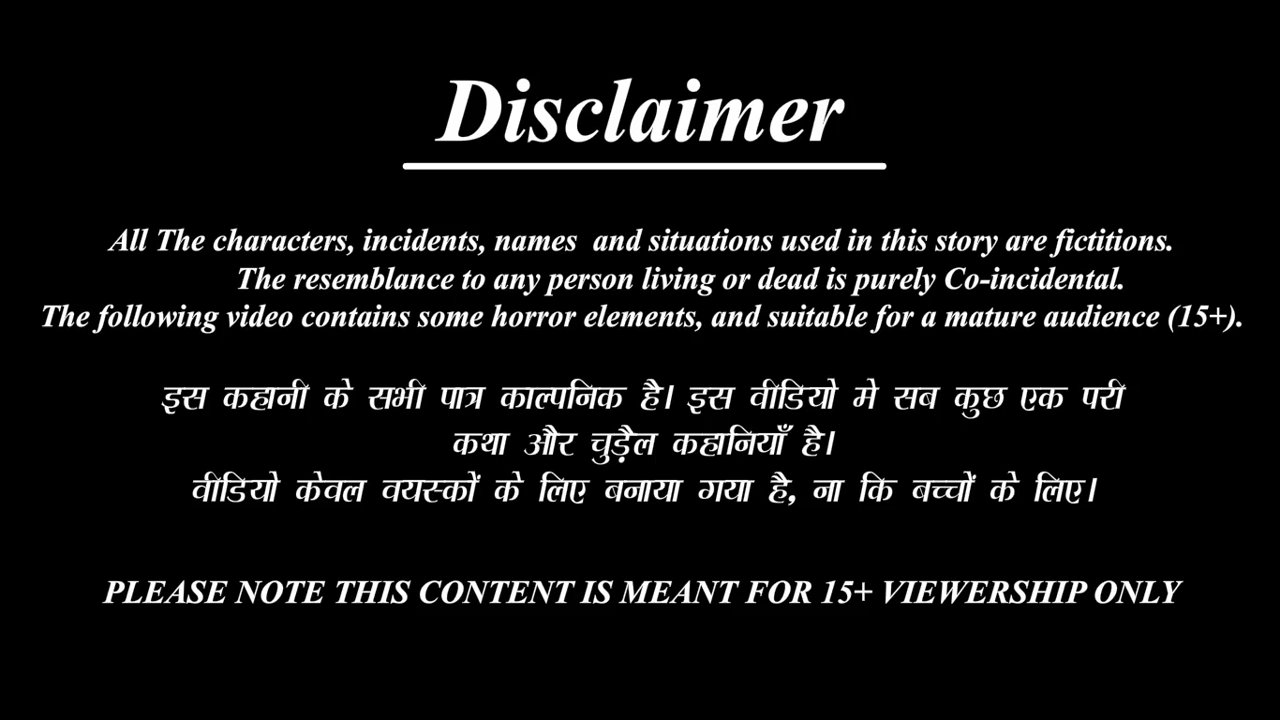 Disclaimer
All The characters, incidents, names and situations used in this story are fictitions.
The resemblance to any person living or dead is purely Co-incidental.
The following video contains some horror elements, and suitable for a mature audience (15+).
इस कहानी के सभी पात्र काल्पनिक है। इस वीडियो मे सब कुछ एक परी
कथा और चुड़ैल कहानियाँ है।
वीडियो केवल वयस्कों के लिए बनाया गया है, ना कि बच्चों के लिए।
PLEASE NOTE THIS CONTENT IS MEANT FOR 15+ VIEWERSHIP ONLY